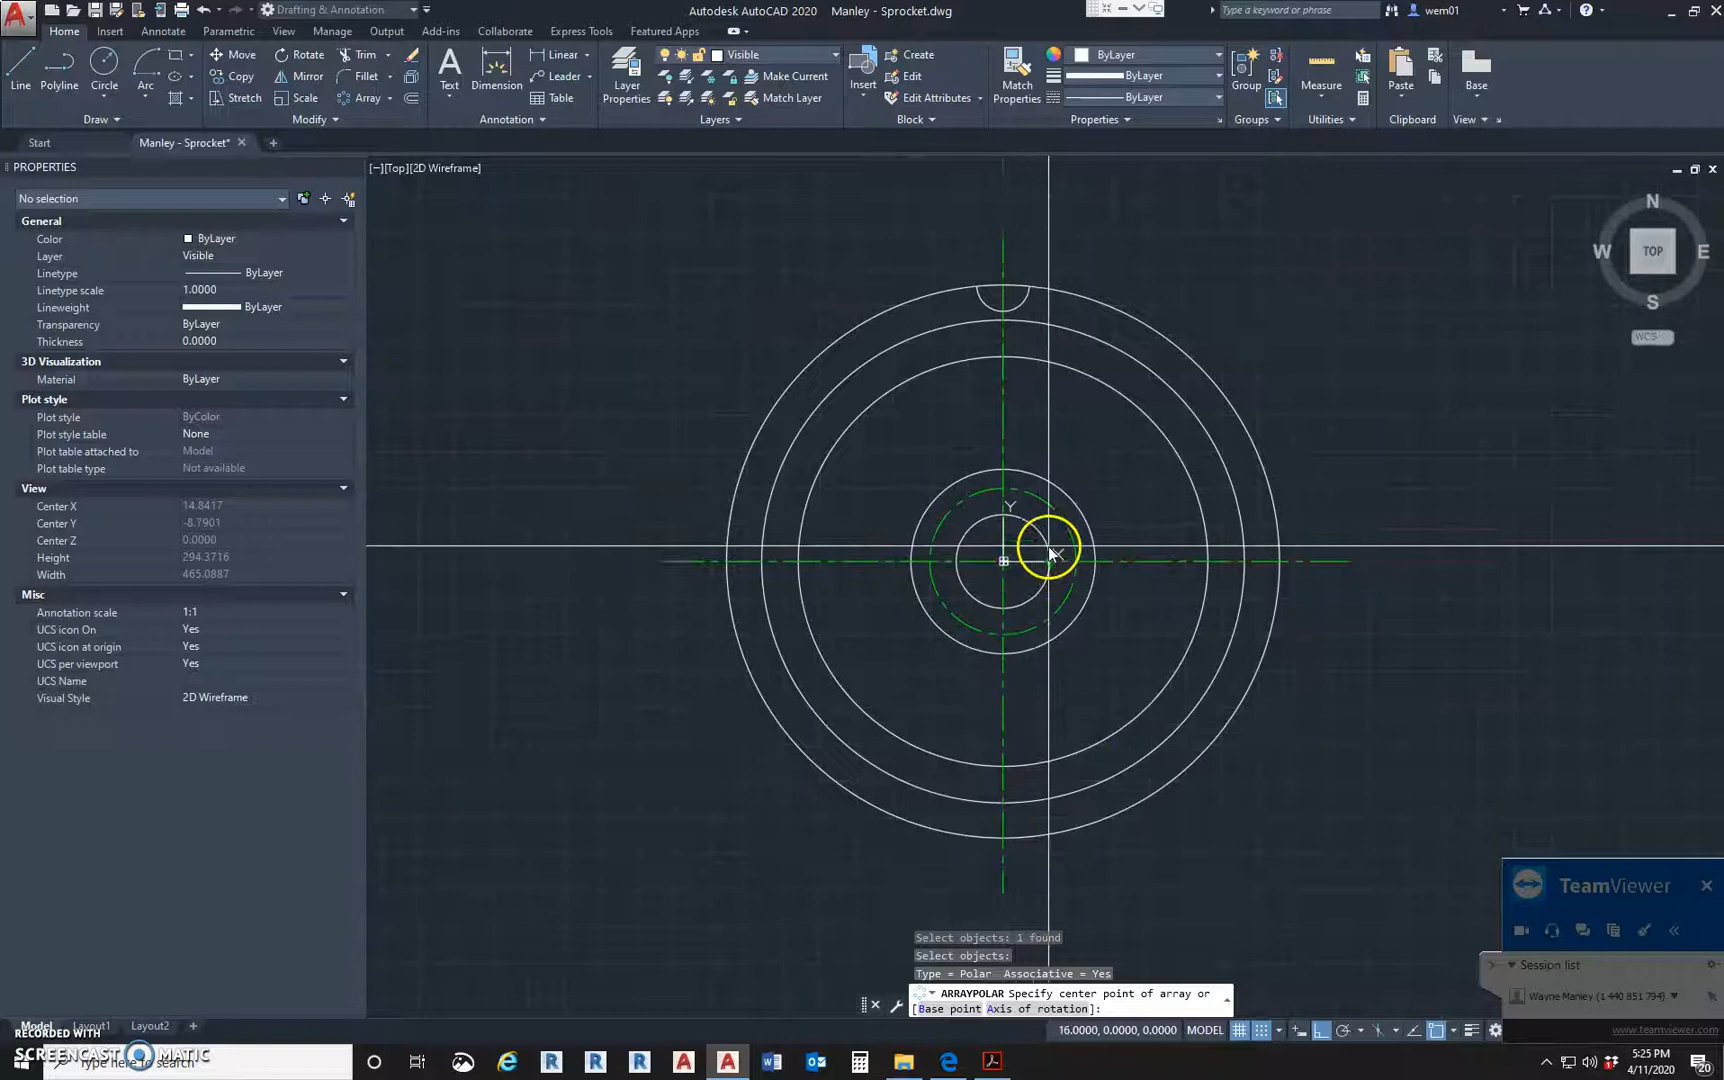 Drafting & Annotation
Autodesk AutoCAD 2020 Manley - Sprocket.dwg
Type a keyword or phrase
wem01
Home Insert Annotate Parametric View Manage Output Add-ins Collaborate Express Tools Featured Apps
Line Polyline Circle Arc
Move Rotate Trim
Copy Mirror Fillet
Stretch Scale Array
Text Dimension
Linear
Leader
Table
Layer Properties
Visible
Make Current
Match Layer
Insert
Create
Edit
Edit Attributes
Match Properties
ByLayer
ByLayer
ByLayer
Group Measure Paste Base
Draw Modify Annotation Layers Block Properties Groups Utilities Clipboard View
Start Manley - Sprocket*
PROPERTIES
[−][Top][2D Wireframe]
No selection
General
Color ByLayer
Layer Visible
Linetype ByLayer
Linetype scale 1.0000
Lineweight ByLayer
Transparency ByLayer
Thickness 0.0000
3D Visualization
Material ByLayer
Plot style
Plot style ByColor
Plot style table None
Plot table attached to Model
Plot table type Not available
View
Center X 14.8417
Center Y -8.7901
Center Z 0.0000
Height 294.3716
Width 465.0887
Misc
Annotation scale 1:1
UCS icon On Yes
UCS icon at origin Yes
UCS per viewport Yes
UCS Name
Visual Style 2D Wireframe
N
W TOP E
S
WCS
Y
X
TeamViewer
Session list
Wayne Manley (1 440 851 794)
www.teamviewer.com
Select objects: 1 found
Select objects:
Type = Polar Associative = Yes
ARRAYPOLAR Specify center point of array or
[Base point Axis of rotation]:
Model Layout1 Layout2
16.0000, 0.0000, 0.0000 MODEL
RECORDED WITH
SCREENCAST MATIC
Type here to search
5:25 PM
4/11/2020
20